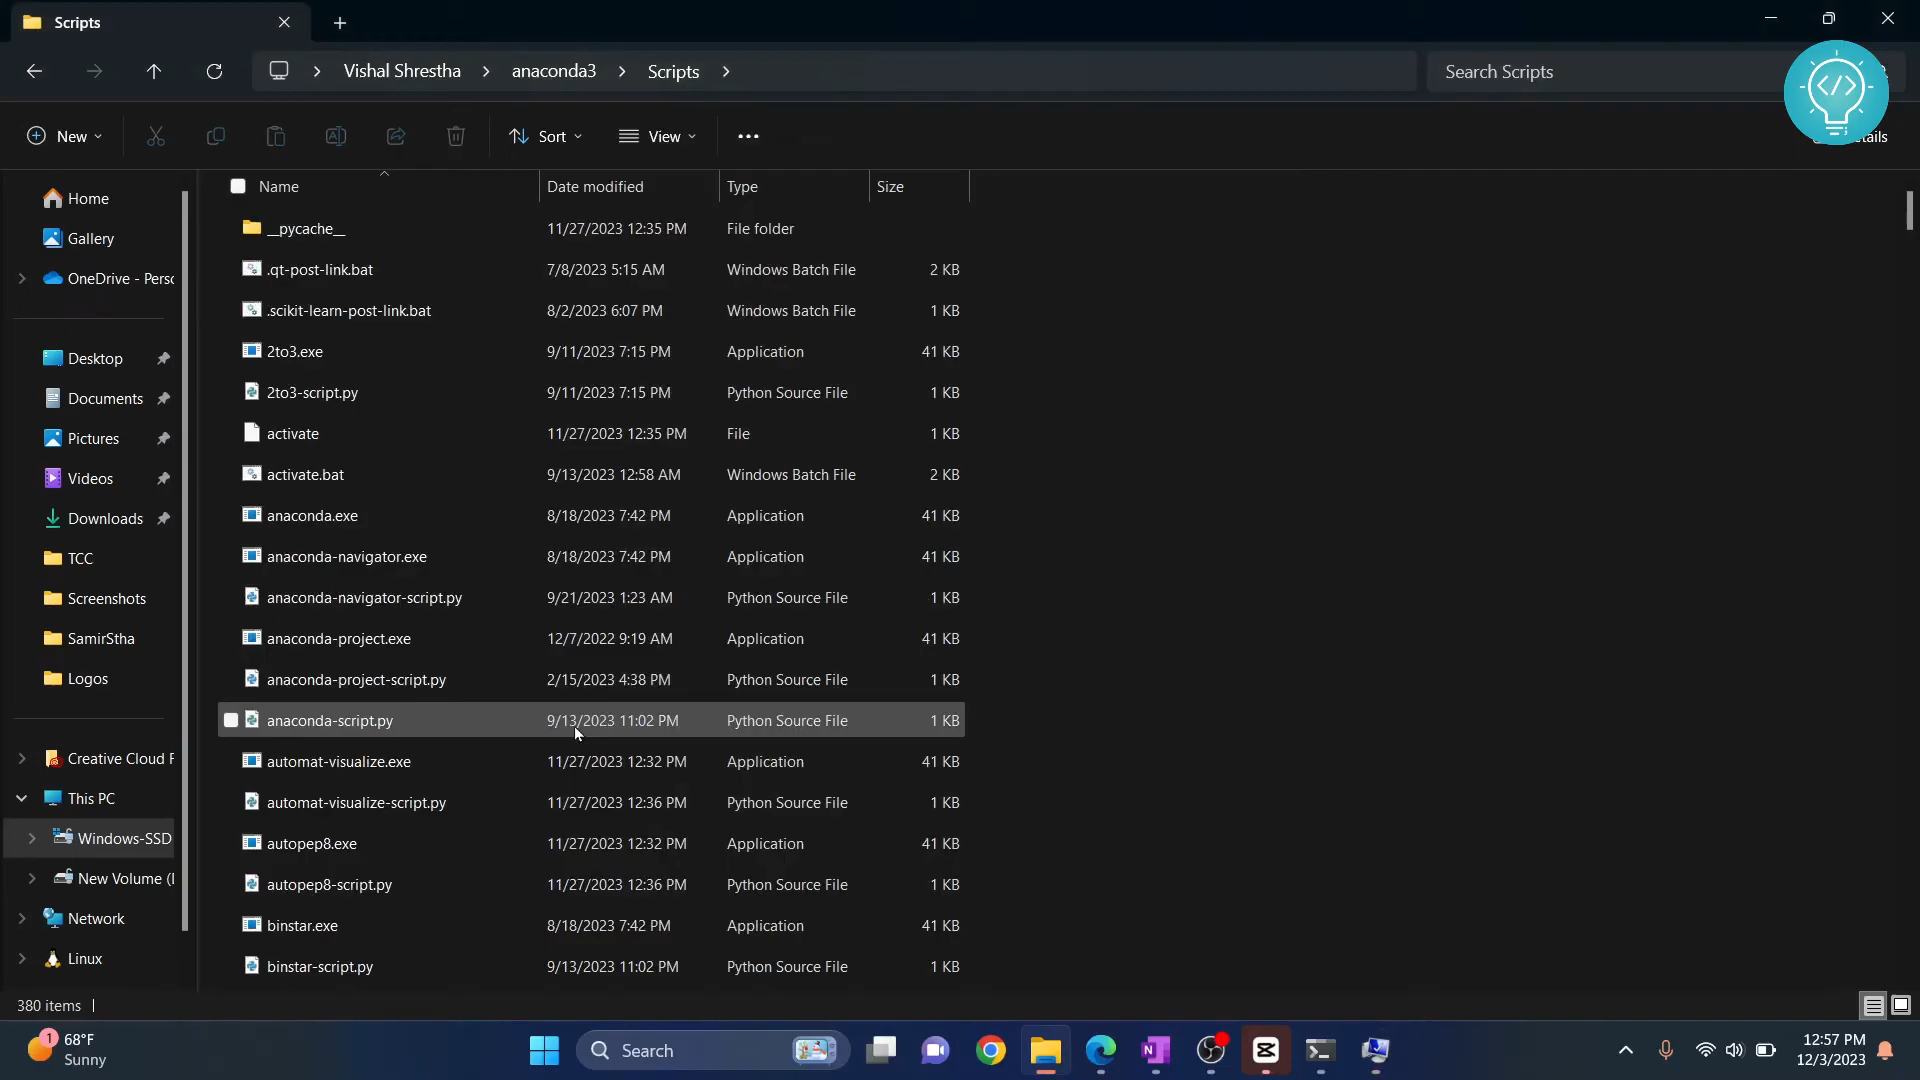 Scripts
Vishal Shrestha
anaconda3
Scripts
Search Scripts
New
Sort
View
Name
Date modified
Type
Size
Home
Gallery
OneDrive - Perso
Desktop
Documents
Pictures
Videos
Downloads
TCC
Screenshots
SamirStha
Logos
Creative Cloud F
This PC
Windows-SSD
New Volume (
Network
Linux
__pycache__ 11/27/2023 12:35 PM File folder
.qt-post-link.bat 7/8/2023 5:15 AM Windows Batch File 2 KB
.scikit-learn-post-link.bat 8/2/2023 6:07 PM Windows Batch File 1 KB
2to3.exe 9/11/2023 7:15 PM Application 41 KB
2to3-script.py 9/11/2023 7:15 PM Python Source File 1 KB
activate 11/27/2023 12:35 PM File 1 KB
activate.bat 9/13/2023 12:58 AM Windows Batch File 2 KB
anaconda.exe 8/18/2023 7:42 PM Application 41 KB
anaconda-navigator.exe 8/18/2023 7:42 PM Application 41 KB
anaconda-navigator-script.py 9/21/2023 1:23 AM Python Source File 1 KB
anaconda-project.exe 12/7/2022 9:19 AM Application 41 KB
anaconda-project-script.py 2/15/2023 4:38 PM Python Source File 1 KB
anaconda-script.py 9/13/2023 11:02 PM Python Source File 1 KB
automat-visualize.exe 11/27/2023 12:32 PM Application 41 KB
automat-visualize-script.py 11/27/2023 12:36 PM Python Source File 1 KB
autopep8.exe 11/27/2023 12:32 PM Application 41 KB
autopep8-script.py 11/27/2023 12:36 PM Python Source File 1 KB
binstar.exe 8/18/2023 7:42 PM Application 41 KB
binstar-script.py 9/13/2023 11:02 PM Python Source File 1 KB
380 items
1
68°F
Sunny
Search
12:57 PM
12/3/2023